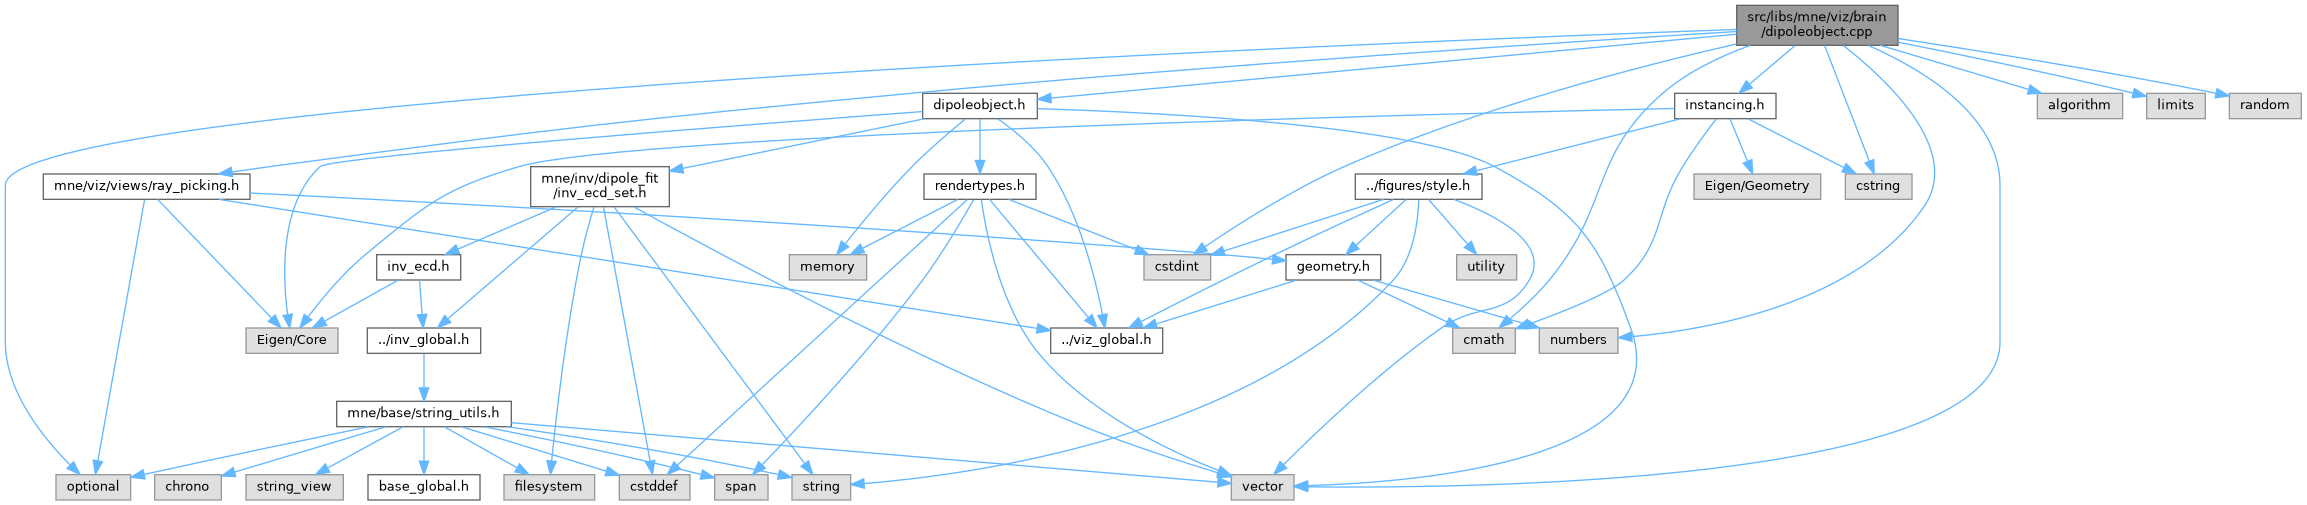 src/libs/mne/viz/brain
/dipoleobject.cpp
dipoleobject.h
instancing.h
algorithm
limits
random
mne/viz/views/ray_picking.h
mne/inv/dipole_fit
/inv_ecd_set.h
rendertypes.h
../figures/style.h
Eigen/Geometry
cstring
inv_ecd.h
memory
cstdint
geometry.h
utility
Eigen/Core
../inv_global.h
../viz_global.h
cmath
numbers
mne/base/string_utils.h
optional
chrono
string_view
base_global.h
filesystem
cstddef
span
string
vector